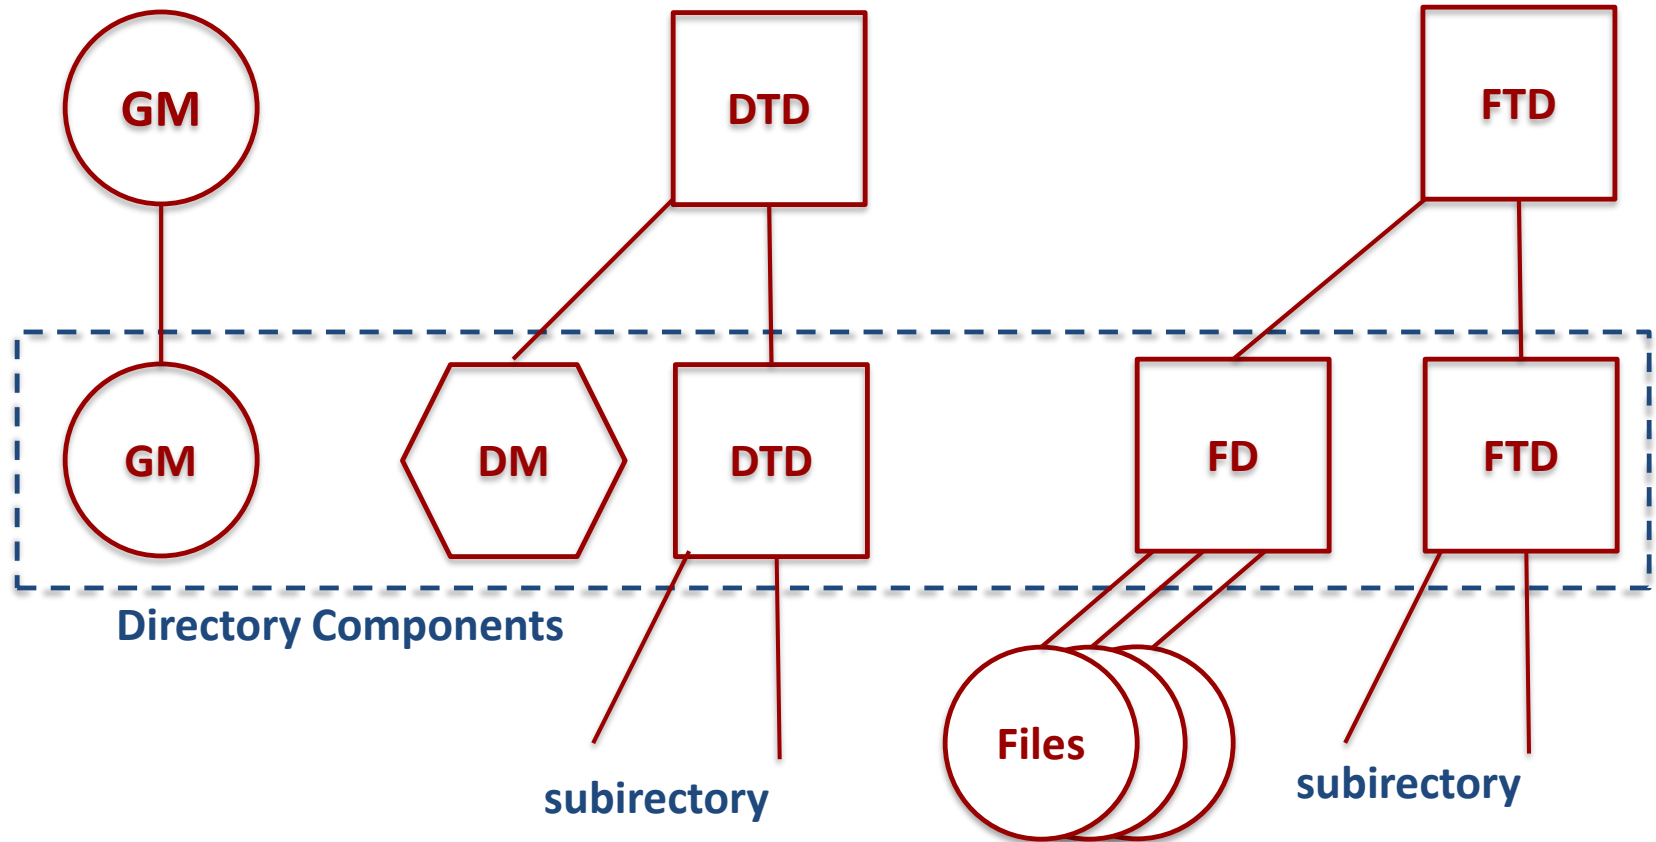 GM
DTD
FTD
GM
DM
DTD
FD
FTD
Directory Components
Files
subirectory
subirectory